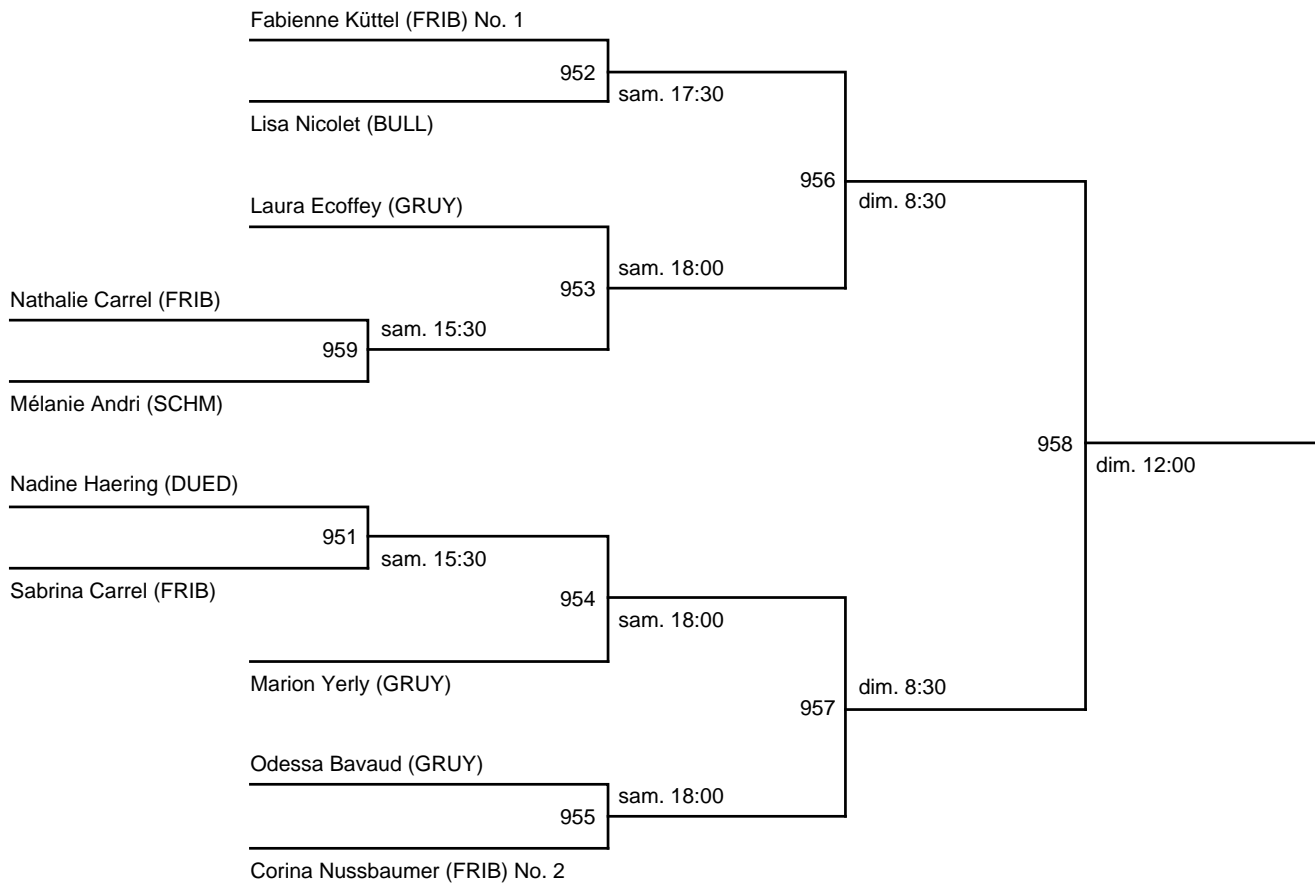 Fabienne Küttel (FRIB) No. 1
952
sam. 17:30
Lisa Nicolet (BULL)
956
dim. 8:30
Laura Ecoffey (GRUY)
sam. 18:00
953
Nathalie Carrel (FRIB)
sam. 15:30
959
Mélanie Andri (SCHM)
958
dim. 12:00
Nadine Haering (DUED)
951
sam. 15:30
Sabrina Carrel (FRIB)
954
sam. 18:00
Marion Yerly (GRUY)
dim. 8:30
957
Odessa Bavaud (GRUY)
sam. 18:00
955
Corina Nussbaumer (FRIB) No. 2